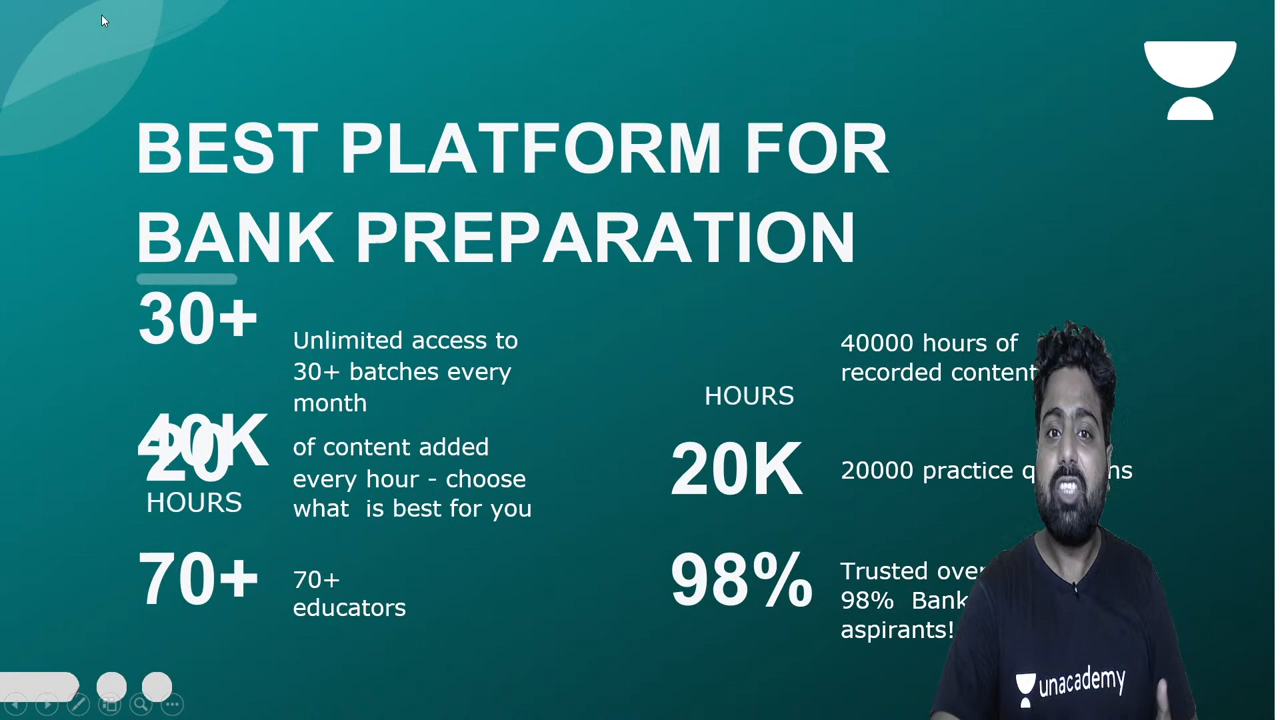 BEST PLATFORM FOR
BANK PREPARATION
30+
Unlimited access to
30+ batches every
month
40K
20
HOURS
of content added
every hour - choose
what is best for you
70+
70+
educators
40000 hours of
recorded content
HOURS
20K
20000 practice
98%
Trusted over
98% Bank
aspirants!
unacademy